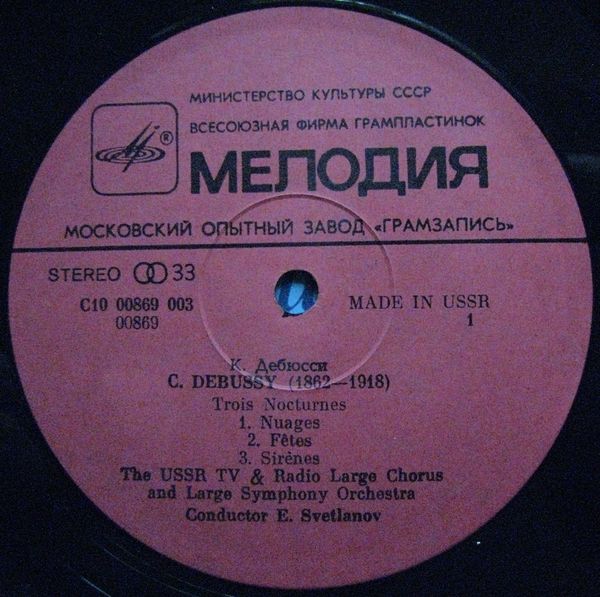 МИНИСТЕРСТВО КУЛЬТУРЫ СССР
ВСЕСОЮЗНАЯ ФИРМА ГРАМПЛАСТИНОК
®
МЕЛОДИЯ
МОСКОВСКИЙ ОПЫТНЫЙ ЗАВОД «ГРАМЗАПИСЬ»
STEREO 33
С10 00869 003
00869
MADE IN USSR
1
К. Дебюсси
C. DEBUSSY (1862—1918)
Trois Nocturnes
1. Nuages
2. Fêtes
3. Sirènes
The USSR TV & Radio Large Chorus
and Large Symphony Orchestra
Conductor E. Svetlanov